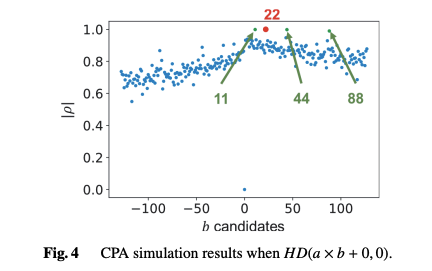 22
1.0
0.8
0.6
0.4
0.2
0.0
|ρ|
11
44
88
−100 −50 0 50 100
b candidates
Fig. 4 CPA simulation results when HD(a × b + 0, 0).